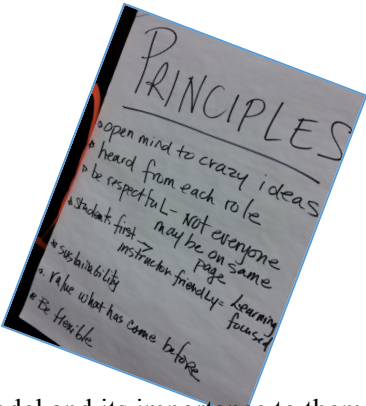 PRINCIPLES
open mind to crazy ideas
heard from each role
be respectful - Not everyone
may be on same
page
students first >
instructor friendly = Learning
focused
sustainability
value what has come before
Be flexible
model and its importance to them